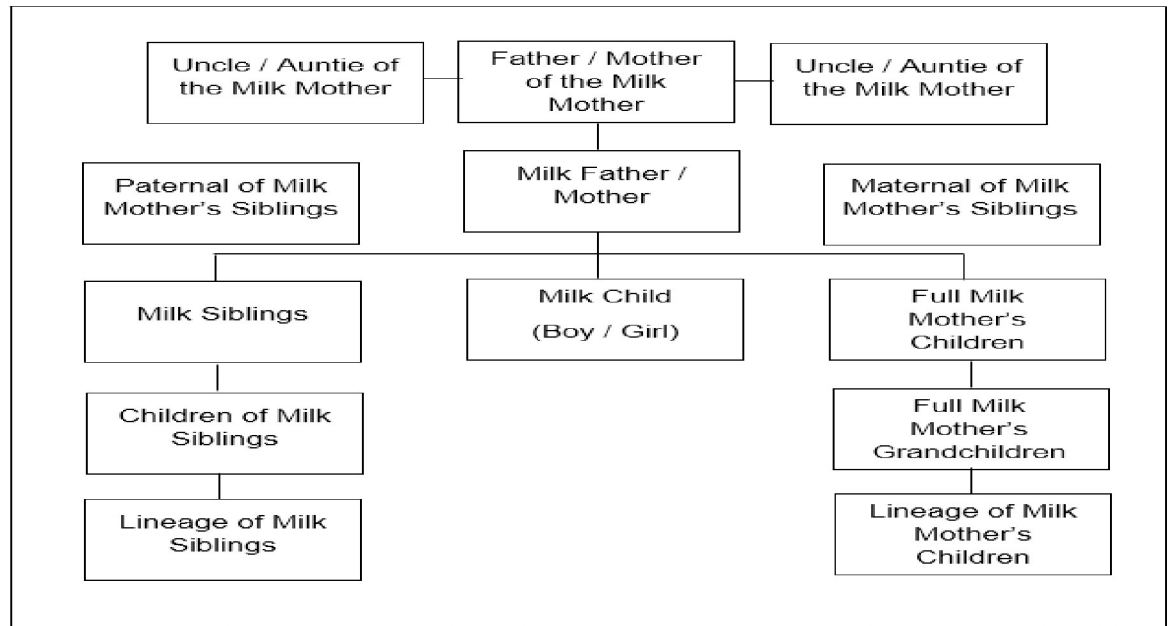 Uncle / Auntie of
the Milk Mother
Father / Mother
of the Milk
Mother
Uncle / Auntie of
the Milk Mother
Paternal of Milk
Mother's Siblings
Milk Father /
Mother
Maternal of Milk
Mother's Siblings
Milk Siblings
Milk Child
(Boy / Girl)
Full Milk
Mother's
Children
Children of Milk
Siblings
Full Milk
Mother's
Grandchildren
Lineage of Milk
Siblings
Lineage of Milk
Mother's
Children